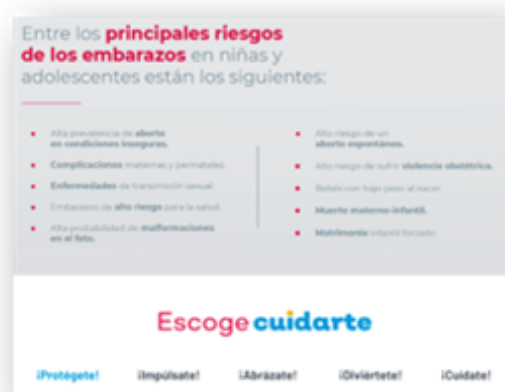 Entre los principales riesgos
de los embarazos en niñas y
adolescentes están los siguientes:
Alta prevalencia de aborto
en condiciones inseguras.
Complicaciones maternas y perinatales.
Enfermedades de transmisión sexual.
Embarazos de alto riesgo para la salud.
Alta probabilidad de malformaciones
en el feto.
Alto riesgo de un
aborto espontáneo.
Alto riesgo de sufrir violencia obstétrica.
Bebés con bajo peso al nacer.
Muerte materno-infantil.
Matrimonio infantil forzado.
Escoge cuidarte
¡Protégete! ¡Impúlsate! ¡Abrázate! ¡Diviértete! ¡Cuídate!